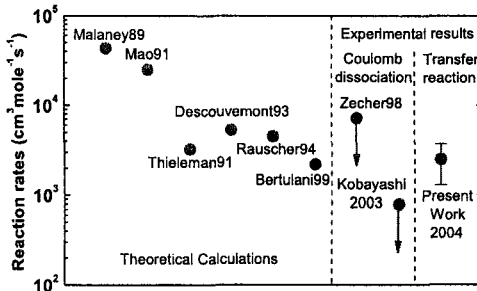 Reaction rates (cm³ mole⁻¹ s⁻¹)
10⁵
10⁴
10³
10²
Malaney89
Mao91
Descouvemont93
Thieleman91
Rauscher94
Bertulani99
Theoretical Calculations
Experimental results
Coulomb
dissociation
Transfer
reaction
Zecher98
Kobayashi
2003
Present
Work
2004